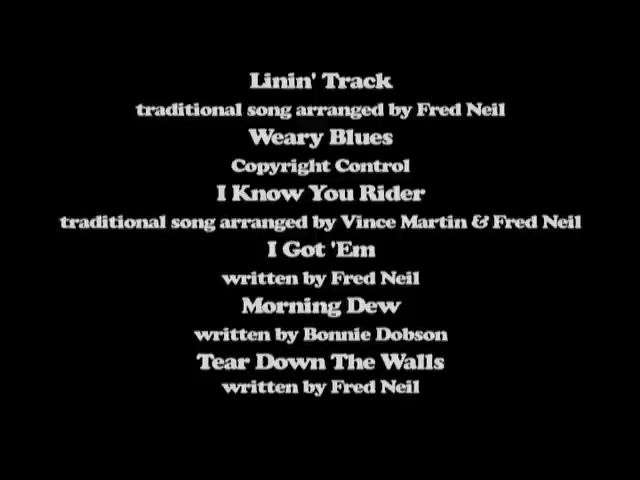 Linin' Track
traditional song arranged by Fred Neil
Weary Blues
Copyright Control
I Know You Rider
traditional song arranged by Vince Martin & Fred Neil
I Got 'Em
written by Fred Neil
Morning Dew
written by Bonnie Dobson
Tear Down The Walls
written by Fred Neil